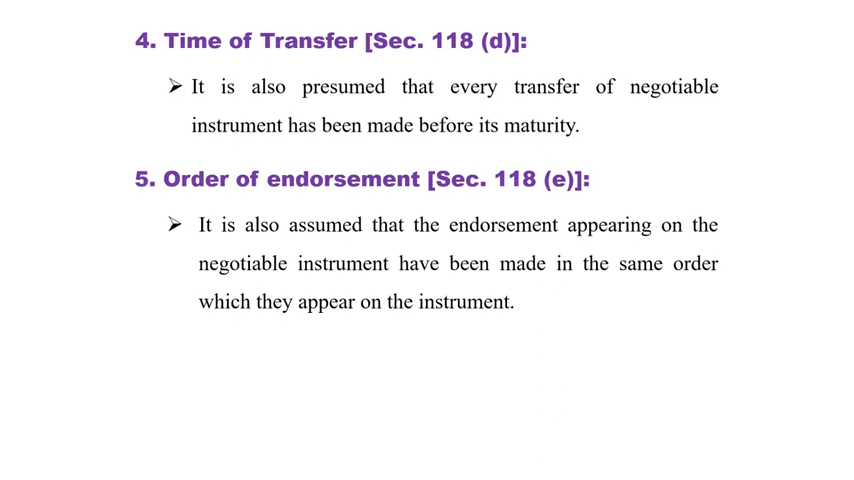 4. Time of Transfer [Sec. 118 (d)]:
➢ It is also presumed that every transfer of negotiable
instrument has been made before its maturity.
5. Order of endorsement [Sec. 118 (e)]:
➢ It is also assumed that the endorsement appearing on the
negotiable instrument have been made in the same order
which they appear on the instrument.